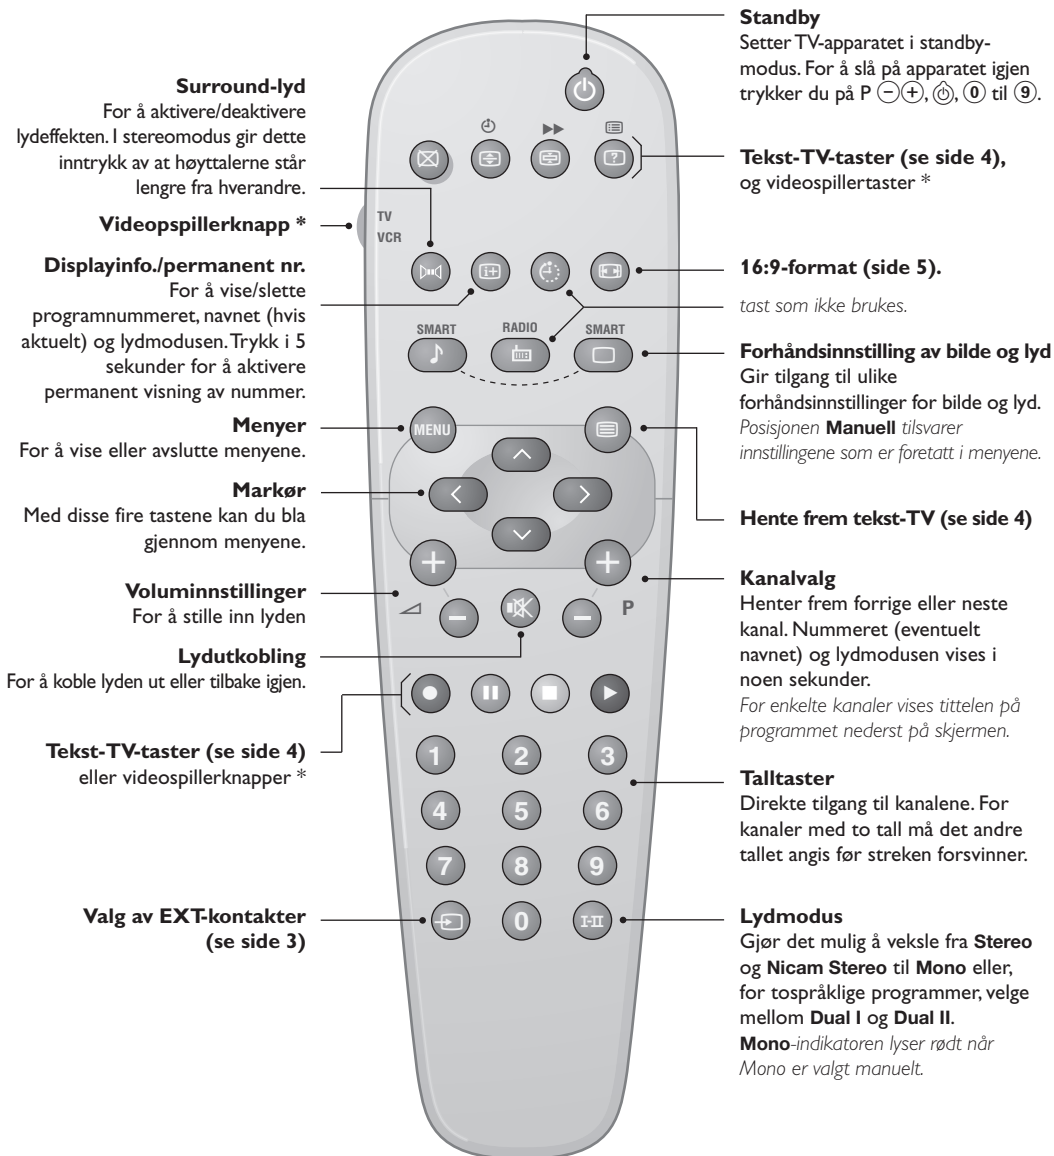 Surround-lyd
For å aktivere/deaktivere
lydeffekten. I stereomodus gir dette
inntrykk av at høyttalerne står
lengre fra hverandre.
Videopspillerknapp *
Displayinfo./permanent nr.
For å vise/slette
programnummeret, navnet (hvis
aktuelt) og lydmodusen. Trykk i 5
sekunder for å aktivere
permanent visning av nummer.
Menyer
For å vise eller avslutte menyene.
Markør
Med disse fire tastene kan du bla
gjennom menyene.
Voluminnstillinger
For å stille inn lyden
Lydutkobling
For å koble lyden ut eller tilbake igjen.
Tekst-TV-taster (se side 4)
eller videospillerknapper *
Valg av EXT-kontakter
(se side 3)
TV
VCR
SMART RADIO SMART
MENU
P
1 2 3
4 5 6
7 8 9
0 I-II
Standby
Setter TV-apparatet i standby-
modus. For å slå på apparatet igjen
trykker du på P − +, ⏻, 0 til 9.
Tekst-TV-taster (se side 4),
og videospillertaster *
16:9-format (side 5).
tast som ikke brukes.
Forhåndsinnstilling av bilde og lyd
Gir tilgang til ulike
forhåndsinnstillinger for bilde og lyd.
Posisjonen Manuell tilsvarer
innstillingene som er foretatt i menyene.
Hente frem tekst-TV (se side 4)
Kanalvalg
Henter frem forrige eller neste
kanal. Nummeret (eventuelt
navnet) og lydmodusen vises i
noen sekunder.
For enkelte kanaler vises tittelen på
programmet nederst på skjermen.
Talltaster
Direkte tilgang til kanalene. For
kanaler med to tall må det andre
tallet angis før streken forsvinner.
Lydmodus
Gjør det mulig å veksle fra Stereo
og Nicam Stereo til Mono eller,
for tospråklige programmer, velge
mellom Dual I og Dual II.
Mono-indikatoren lyser rødt når
Mono er valgt manuelt.